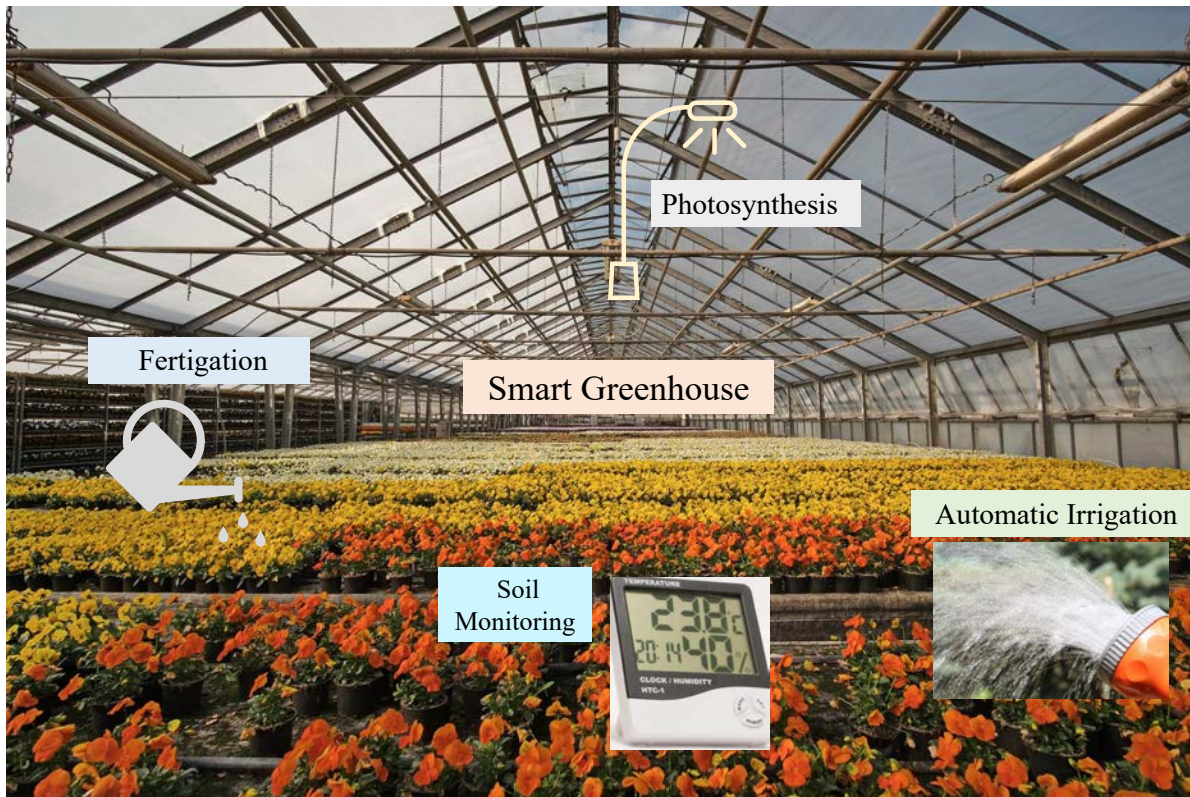 Photosynthesis
Fertigation
Smart Greenhouse
Automatic Irrigation
Soil
Monitoring
TEMPERATURE
23.8
20:14 40%
CLOCK / HUMIDITY
HTC-1